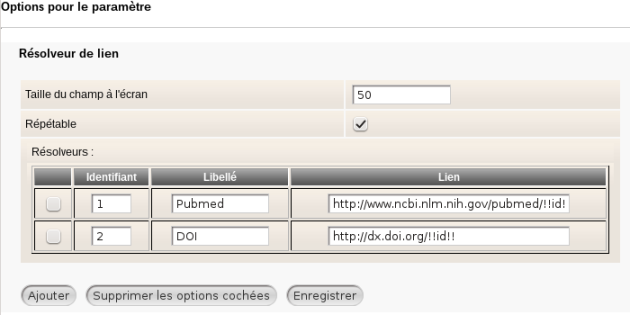 Options pour le paramètre
Résolveur de lien
Taille du champ à l'écran 50
Répétable
Résolveurs :
Identifiant Libellé Lien
1 Pubmed http://www.ncbi.nlm.nih.gov/pubmed/!!id!
2 DOI http://dx.doi.org/!!id!!
Ajouter Supprimer les options cochées Enregistrer